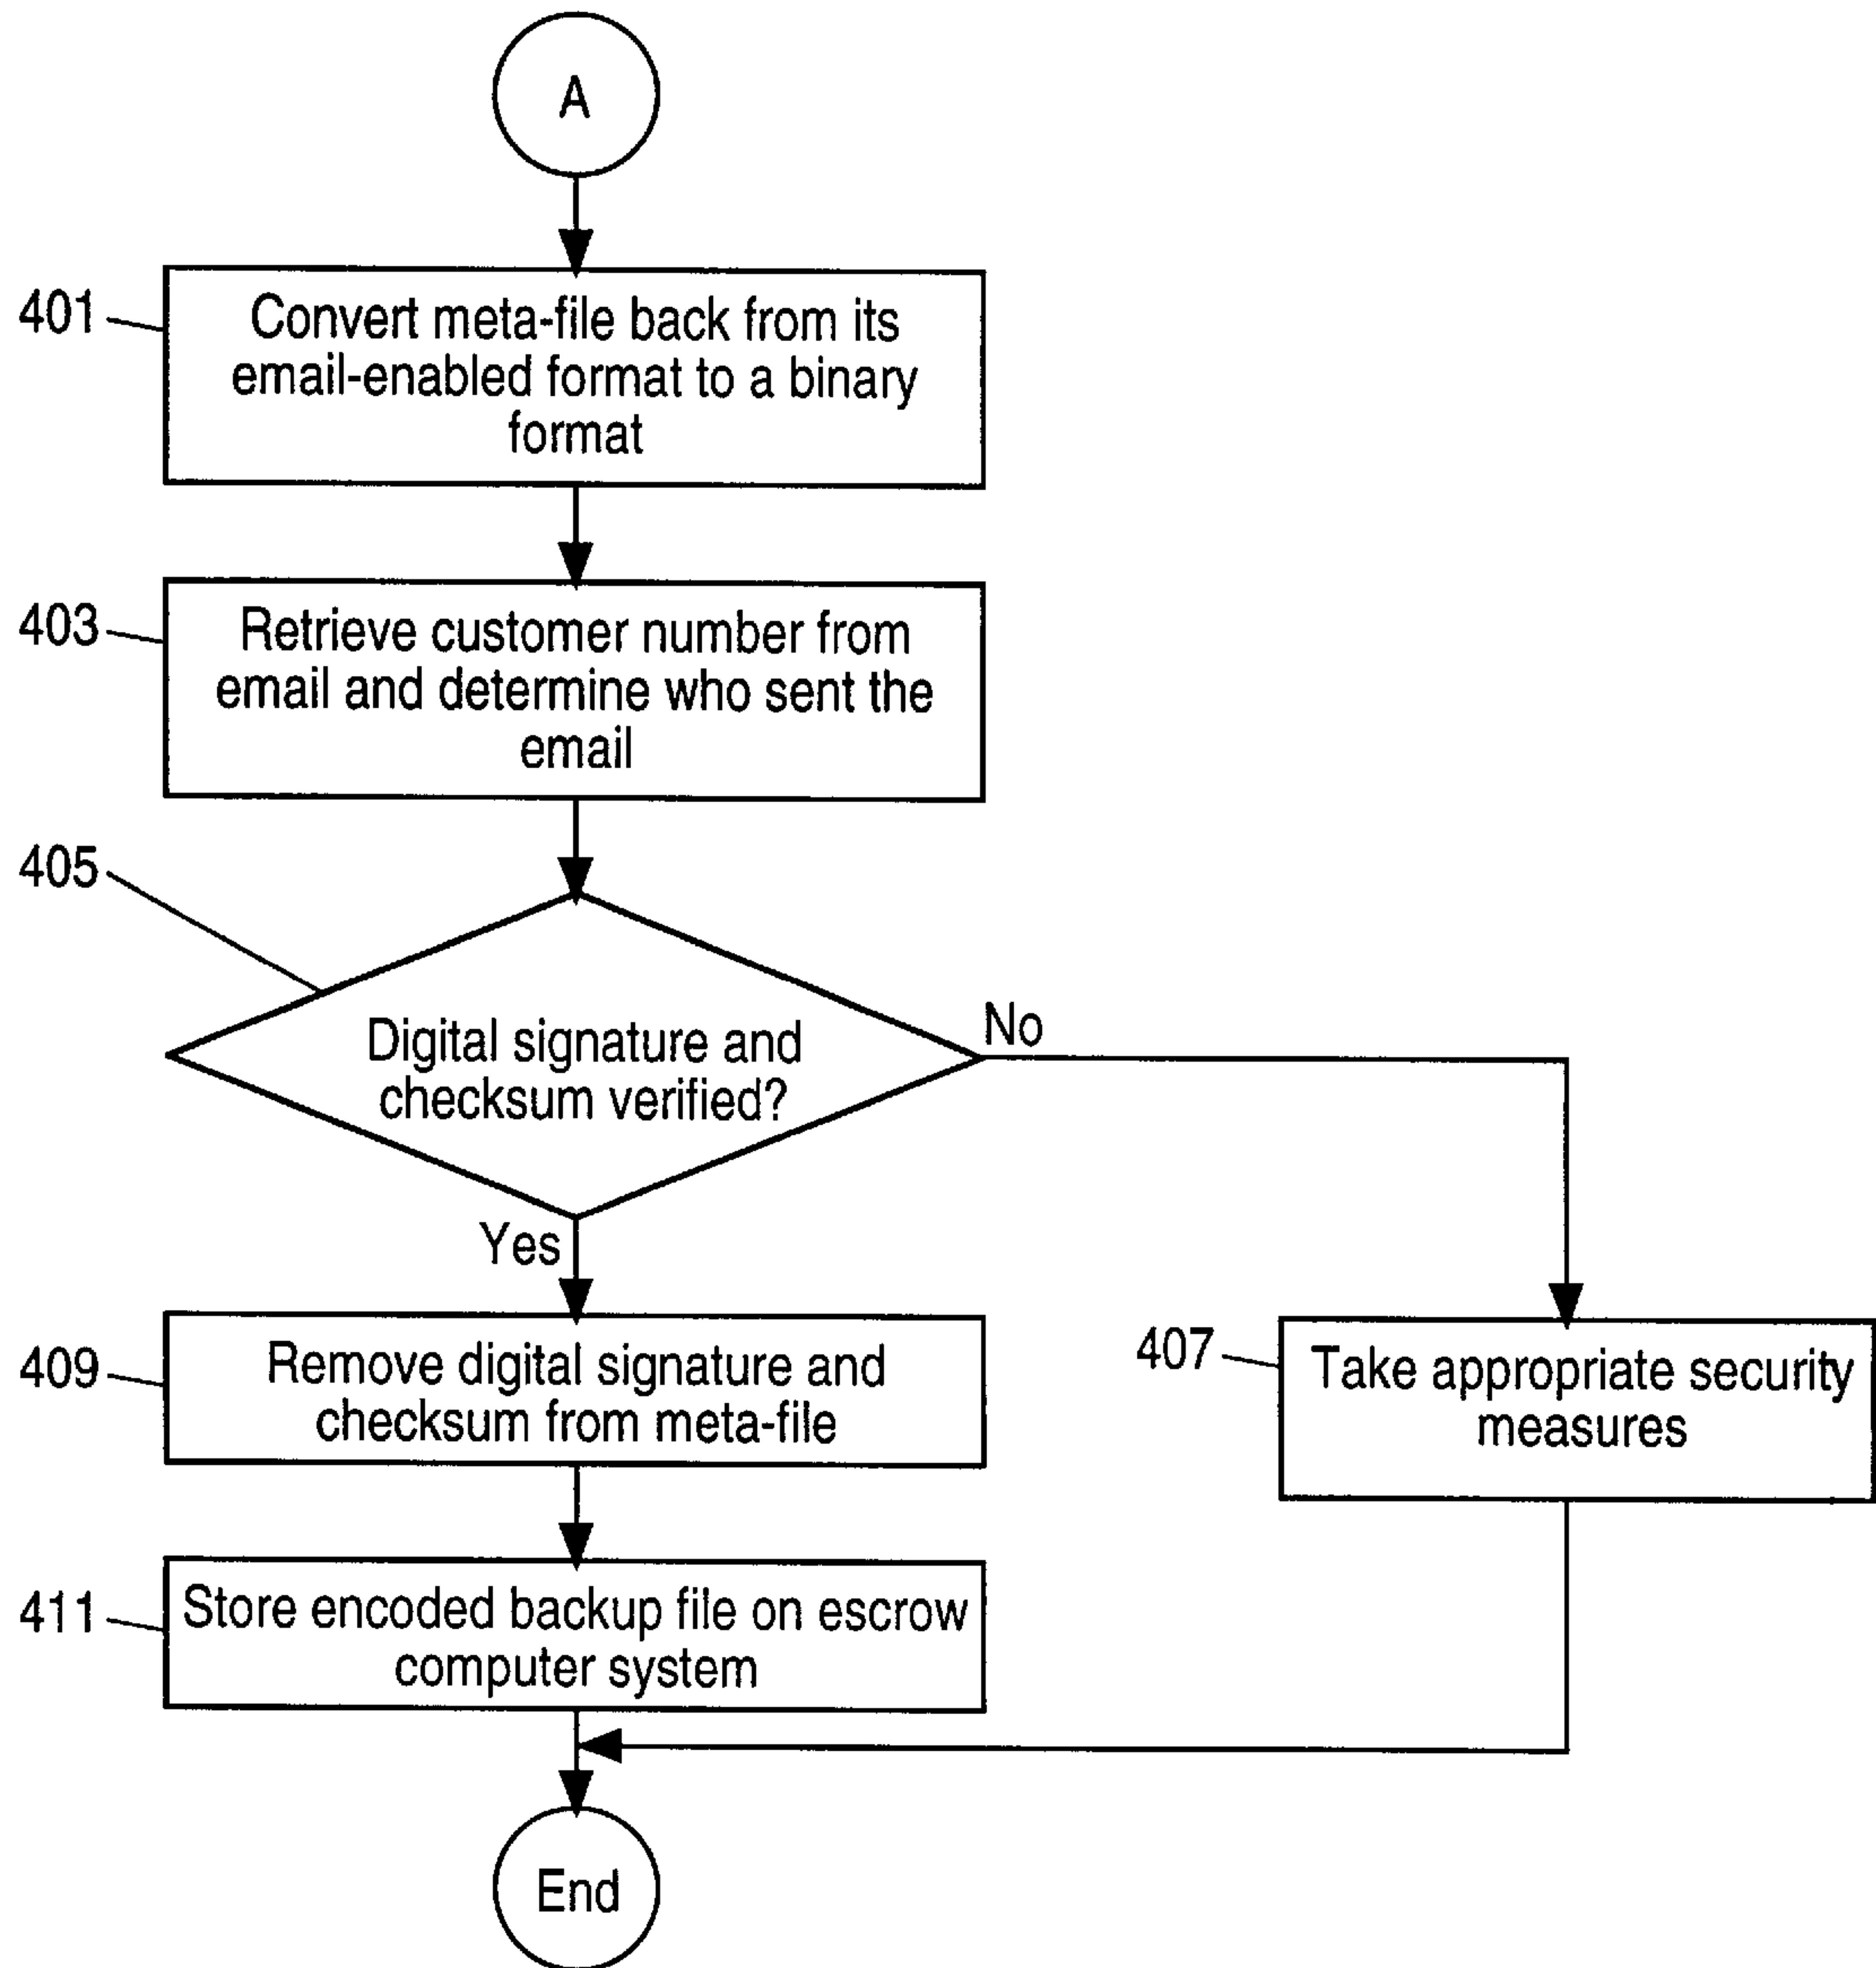 A
401
Convert meta-file back from its
email-enabled format to a binary
format
403
Retrieve customer number from
email and determine who sent the
email
405
Digital signature and
checksum verified?
No
Yes
409
Remove digital signature and
checksum from meta-file
407
Take appropriate security
measures
411
Store encoded backup file on escrow
computer system
End